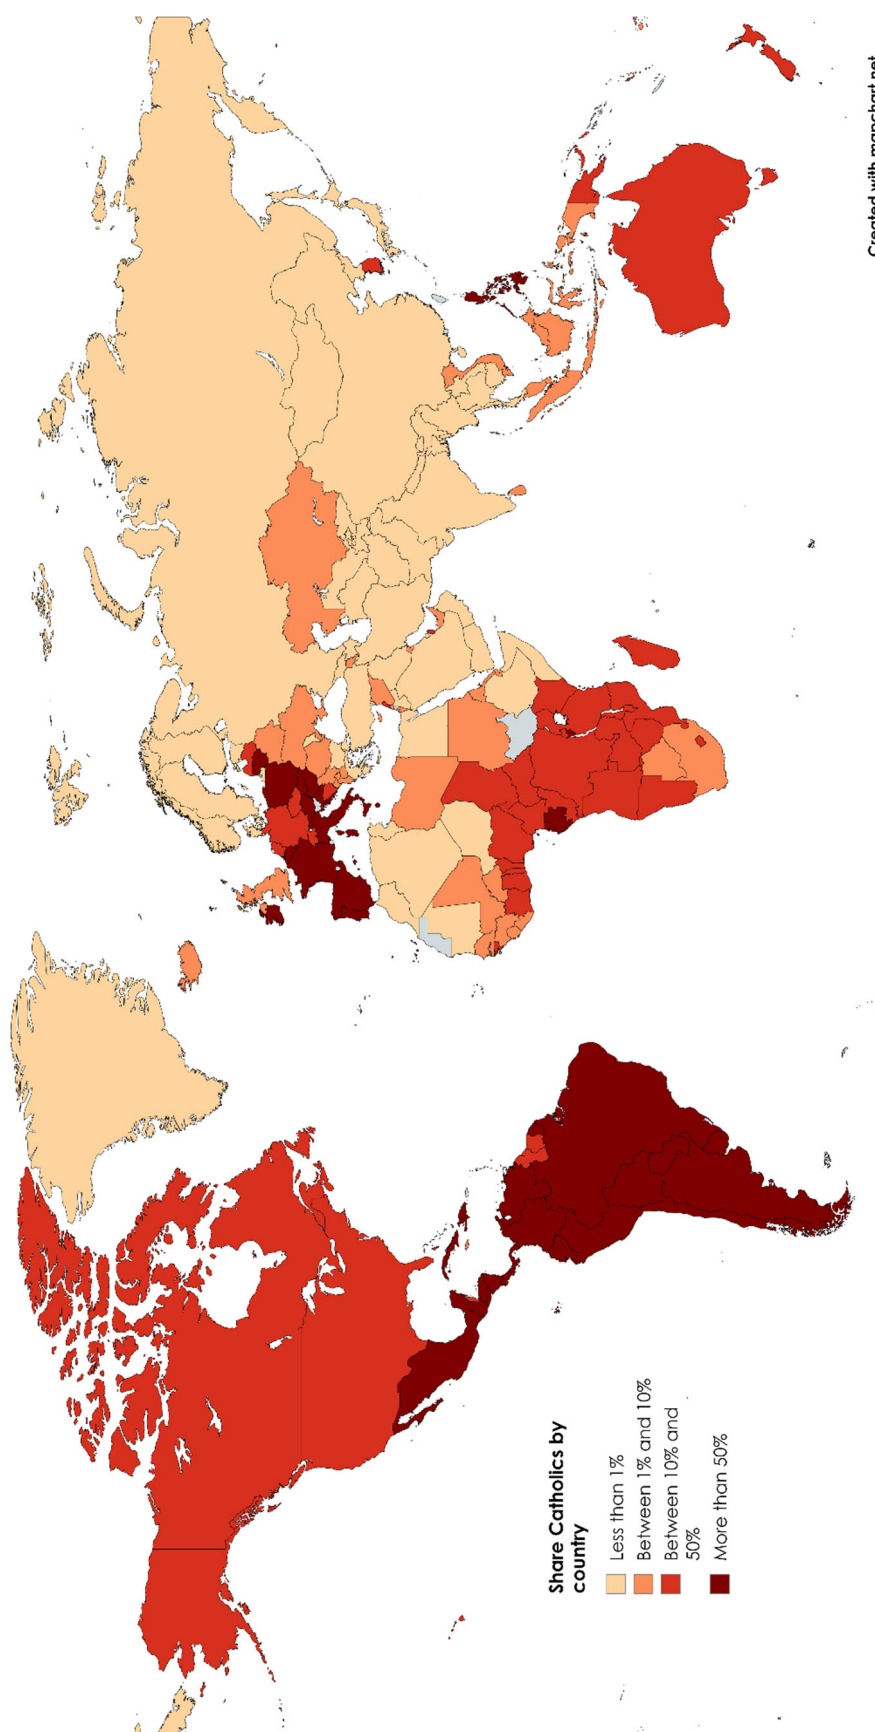 Share Catholics by
country
Less than 1%
Between 1% and 10%
Between 10% and
50%
More than 50%
Created with mapchart.net